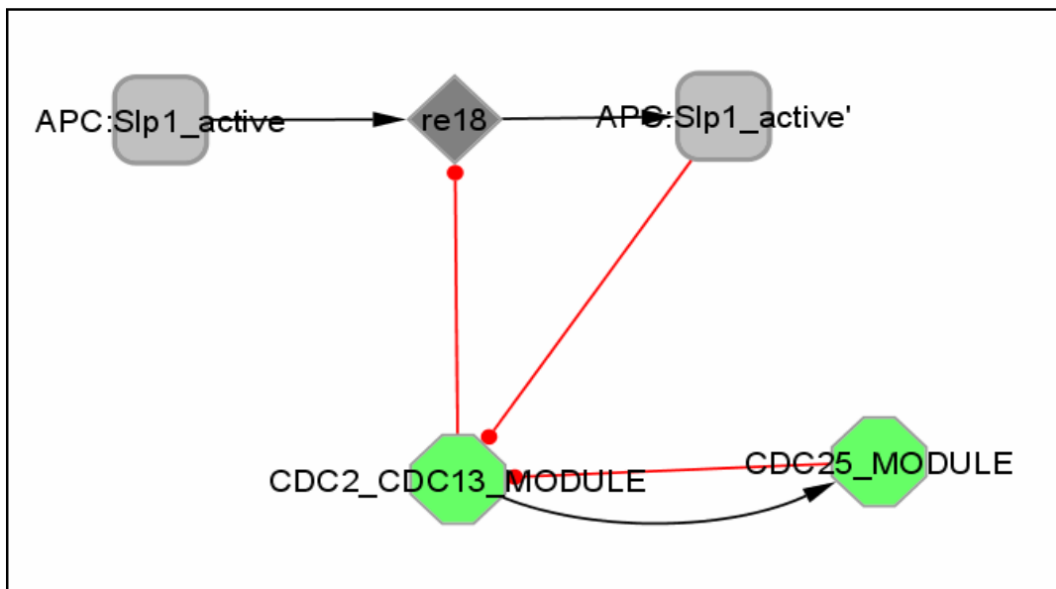 APC:Slp1_active
re18
APC:Slp1_active'
CDC2_CDC13_MODULE
CDC25_MODULE